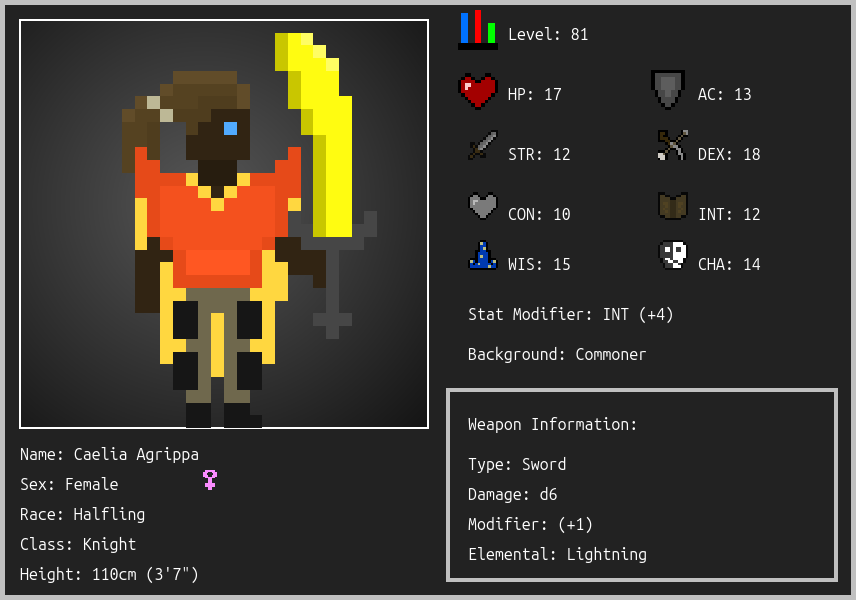 Level: 81
HP: 17
AC: 13
STR: 12
DEX: 18
CON: 10
INT: 12
WIS: 15
CHA: 14
Stat Modifier: INT (+4)
Background: Commoner
Weapon Information:
Type: Sword
Damage: d6
Modifier: (+1)
Elemental: Lightning
Name: Caelia Agrippa
Sex: Female
Race: Halfling
Class: Knight
Height: 110cm (3'7")